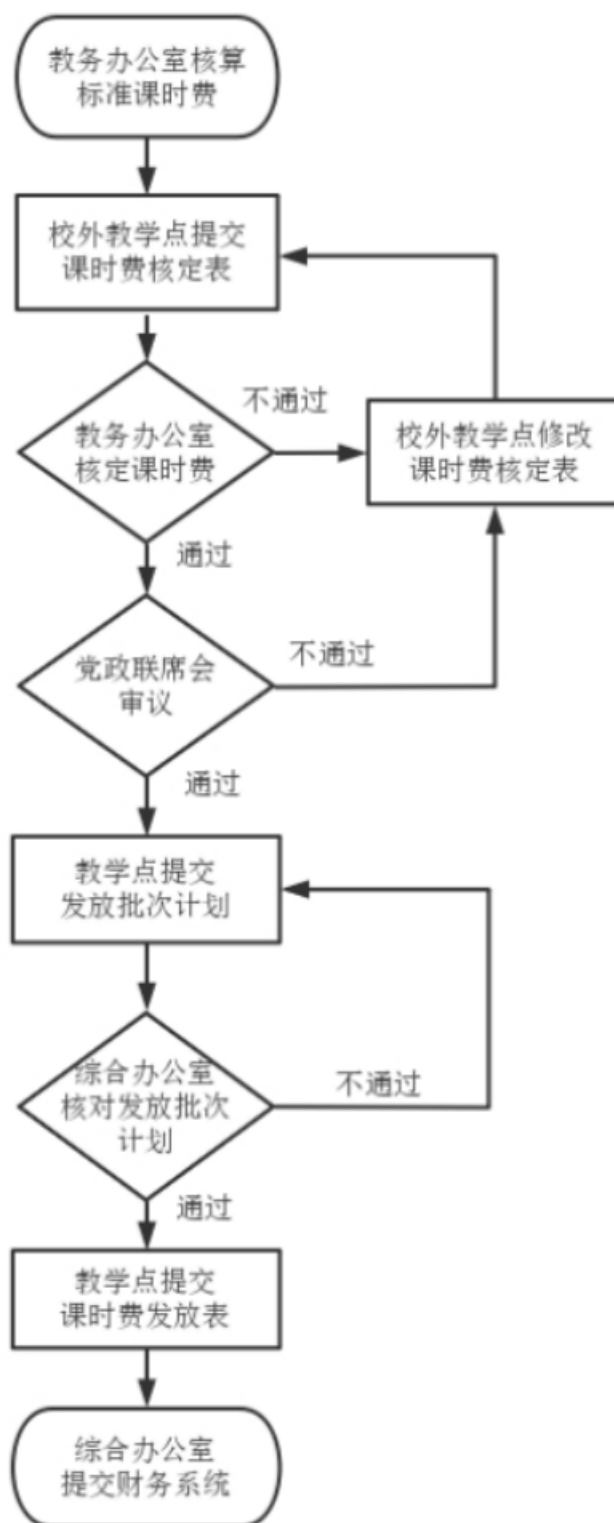 教务办公室核算
标准课时费
校外教学点提交
课时费核定表
不通过
教务办公室
核定课时费
校外教学点修改
课时费核定表
通过
不通过
党政联席会
审议
通过
教学点提交
发放批次计划
综合办公室
核对发放批次
计划
不通过
通过
教学点提交
课时费发放表
综合办公室
提交财务系统